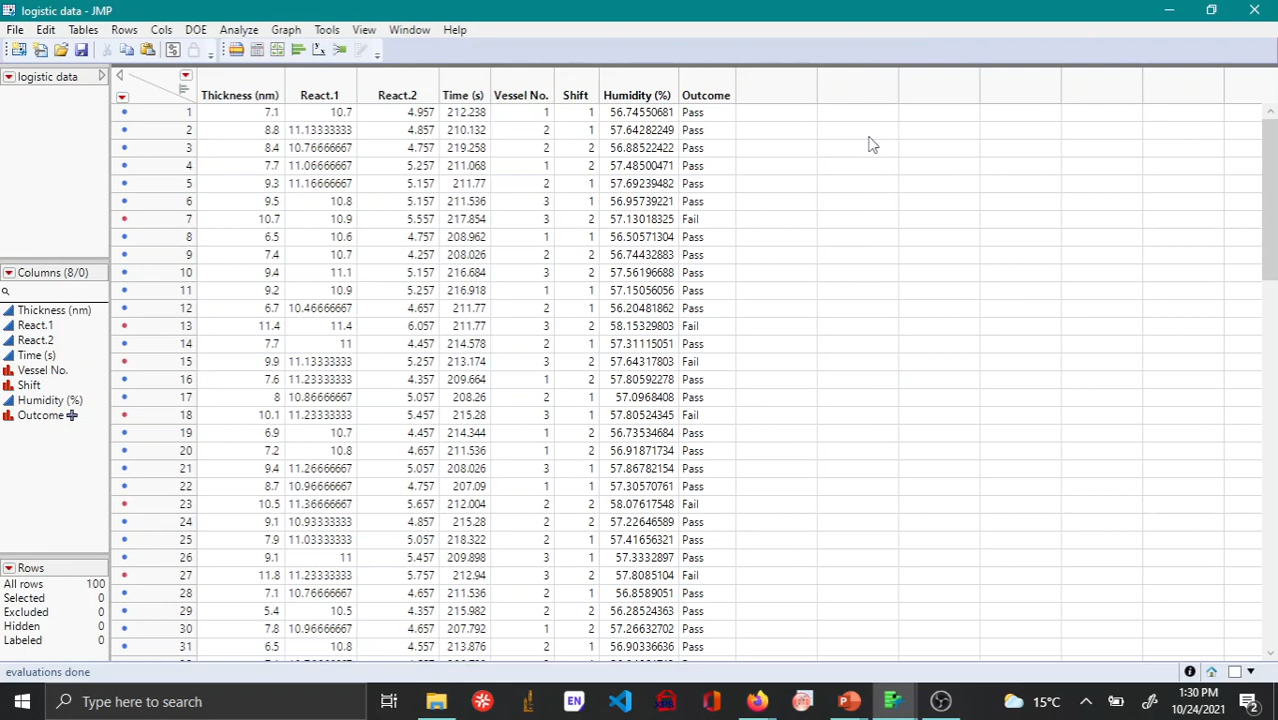 logistic data - JMP
File Edit Tables Rows Cols DOE Analyze Graph Tools View Window Help
logistic data
Thickness (nm) React.1 React.2 Time (s) Vessel No. Shift Humidity (%) Outcome
1 7.1 10.7 4.957 212.238 1 1 56.74550681 Pass
2 8.8 11.13333333 4.857 210.132 2 1 57.64282249 Pass
3 8.4 10.76666667 4.757 219.258 2 2 56.88522422 Pass
4 7.7 11.06666667 5.257 211.068 1 2 57.48500471 Pass
5 9.3 11.16666667 5.157 211.77 2 1 57.69239482 Pass
6 9.5 10.8 5.157 211.536 3 1 56.95739221 Pass
7 10.7 10.9 5.557 217.854 3 2 57.13018325 Fail
8 6.5 10.6 4.757 208.962 1 1 56.50571304 Pass
9 7.4 10.7 4.257 208.026 2 2 56.74432883 Pass
10 9.4 11.1 5.157 216.684 3 2 57.56196688 Pass
11 9.2 10.9 5.257 216.918 1 1 57.15056056 Pass
12 6.7 10.46666667 4.657 211.77 2 1 56.20481862 Pass
13 11.4 11.4 6.057 211.77 3 2 58.15329803 Fail
14 7.7 11 4.457 214.578 2 1 57.31115051 Pass
15 9.9 11.13333333 5.257 213.174 3 2 57.64317803 Fail
16 7.6 11.23333333 4.357 209.664 1 2 57.80592278 Pass
17 8 10.86666667 5.057 208.26 2 1 57.0968408 Pass
18 10.1 11.23333333 5.457 215.28 3 2 57.80524345 Fail
19 6.9 10.7 4.457 214.344 1 2 56.73534684 Pass
20 7.2 10.8 4.657 211.536 2 2 56.91871734 Pass
21 9.4 11.26666667 5.057 208.026 3 1 57.86782154 Pass
22 8.7 10.96666667 4.757 207.09 1 1 57.30570761 Pass
23 10.5 11.36666667 5.657 212.004 2 2 58.07617548 Fail
24 9.1 10.93333333 4.857 215.28 2 2 57.22646589 Pass
25 7.9 11.03333333 5.057 218.322 2 1 57.41656321 Pass
26 9.1 11 5.457 209.898 3 1 57.3332897 Pass
27 11.8 11.23333333 5.757 212.94 3 2 57.8085104 Fail
28 7.1 10.76666667 4.657 211.536 1 1 56.8589051 Pass
29 5.4 10.5 4.357 215.982 2 2 56.28524363 Pass
30 7.8 10.96666667 4.657 207.792 1 2 57.26632702 Pass
31 6.5 10.8 4.557 213.876 2 1 56.90336636 Pass
Columns (8/0)
Thickness (nm)
React.1
React.2
Time (s)
Vessel No.
Shift
Humidity (%)
Outcome
Rows
All rows 100
Selected 0
Excluded 0
Hidden 0
Labeled 0
evaluations done
Type here to search
EN
15°C
1:30 PM
10/24/2021
2